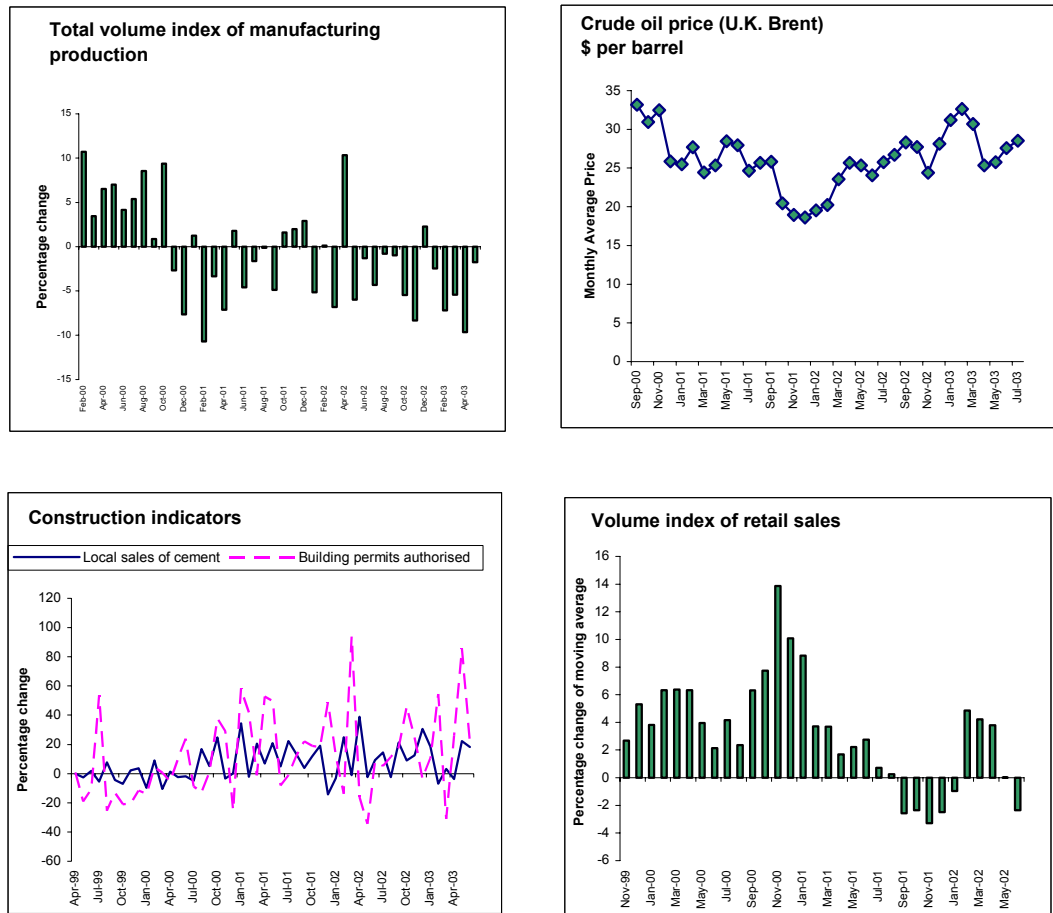 Total volume index of manufacturing
production
Percentage change
15
10
5
0
-5
-10
-15
Feb-00
Apr-00
Jun-00
Aug-00
Oct-00
Dec-00
Feb-01
Apr-01
Jun-01
Aug-01
Oct-01
Dec-01
Feb-02
Apr-02
Jun-02
Aug-02
Oct-02
Dec-02
Feb-03
Apr-03
Crude oil price (U.K. Brent)
$ per barrel
Monthly Average Price
35
30
25
20
15
10
5
0
Sep-00
Nov-00
Jan-01
Mar-01
May-01
Jul-01
Sep-01
Nov-01
Jan-02
Mar-02
May-02
Jul-02
Sep-02
Nov-02
Jan-03
Mar-03
May-03
Jul-03
Construction indicators
Local sales of cement
Building permits authorised
Percentage change
120
100
80
60
40
20
0
-20
-40
-60
Apr-99
Jul-99
Oct-99
Jan-00
Apr-00
Jul-00
Oct-00
Jan-01
Apr-01
Jul-01
Oct-01
Jan-02
Apr-02
Jul-02
Oct-02
Jan-03
Apr-03
Volume index of retail sales
Percentage change of moving average
16
14
12
10
8
6
4
2
0
-2
-4
-6
Nov-99
Jan-00
Mar-00
May-00
Jul-00
Sep-00
Nov-00
Jan-01
Mar-01
May-01
Jul-01
Sep-01
Nov-01
Jan-02
Mar-02
May-02